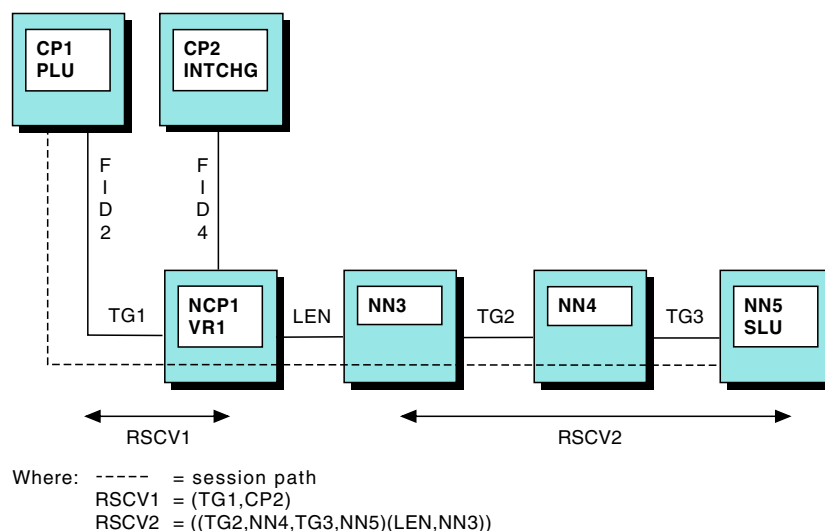 CP1
PLU
CP2
INTCHG
F
I
D
2
F
I
D
4
TG1
NCP1
VR1
LEN
NN3
TG2
NN4
TG3
NN5
SLU
RSCV1
RSCV2
Where: ----- = session path
RSCV1 = (TG1,CP2)
RSCV2 = ((TG2,NN4,TG3,NN5)(LEN,NN3))